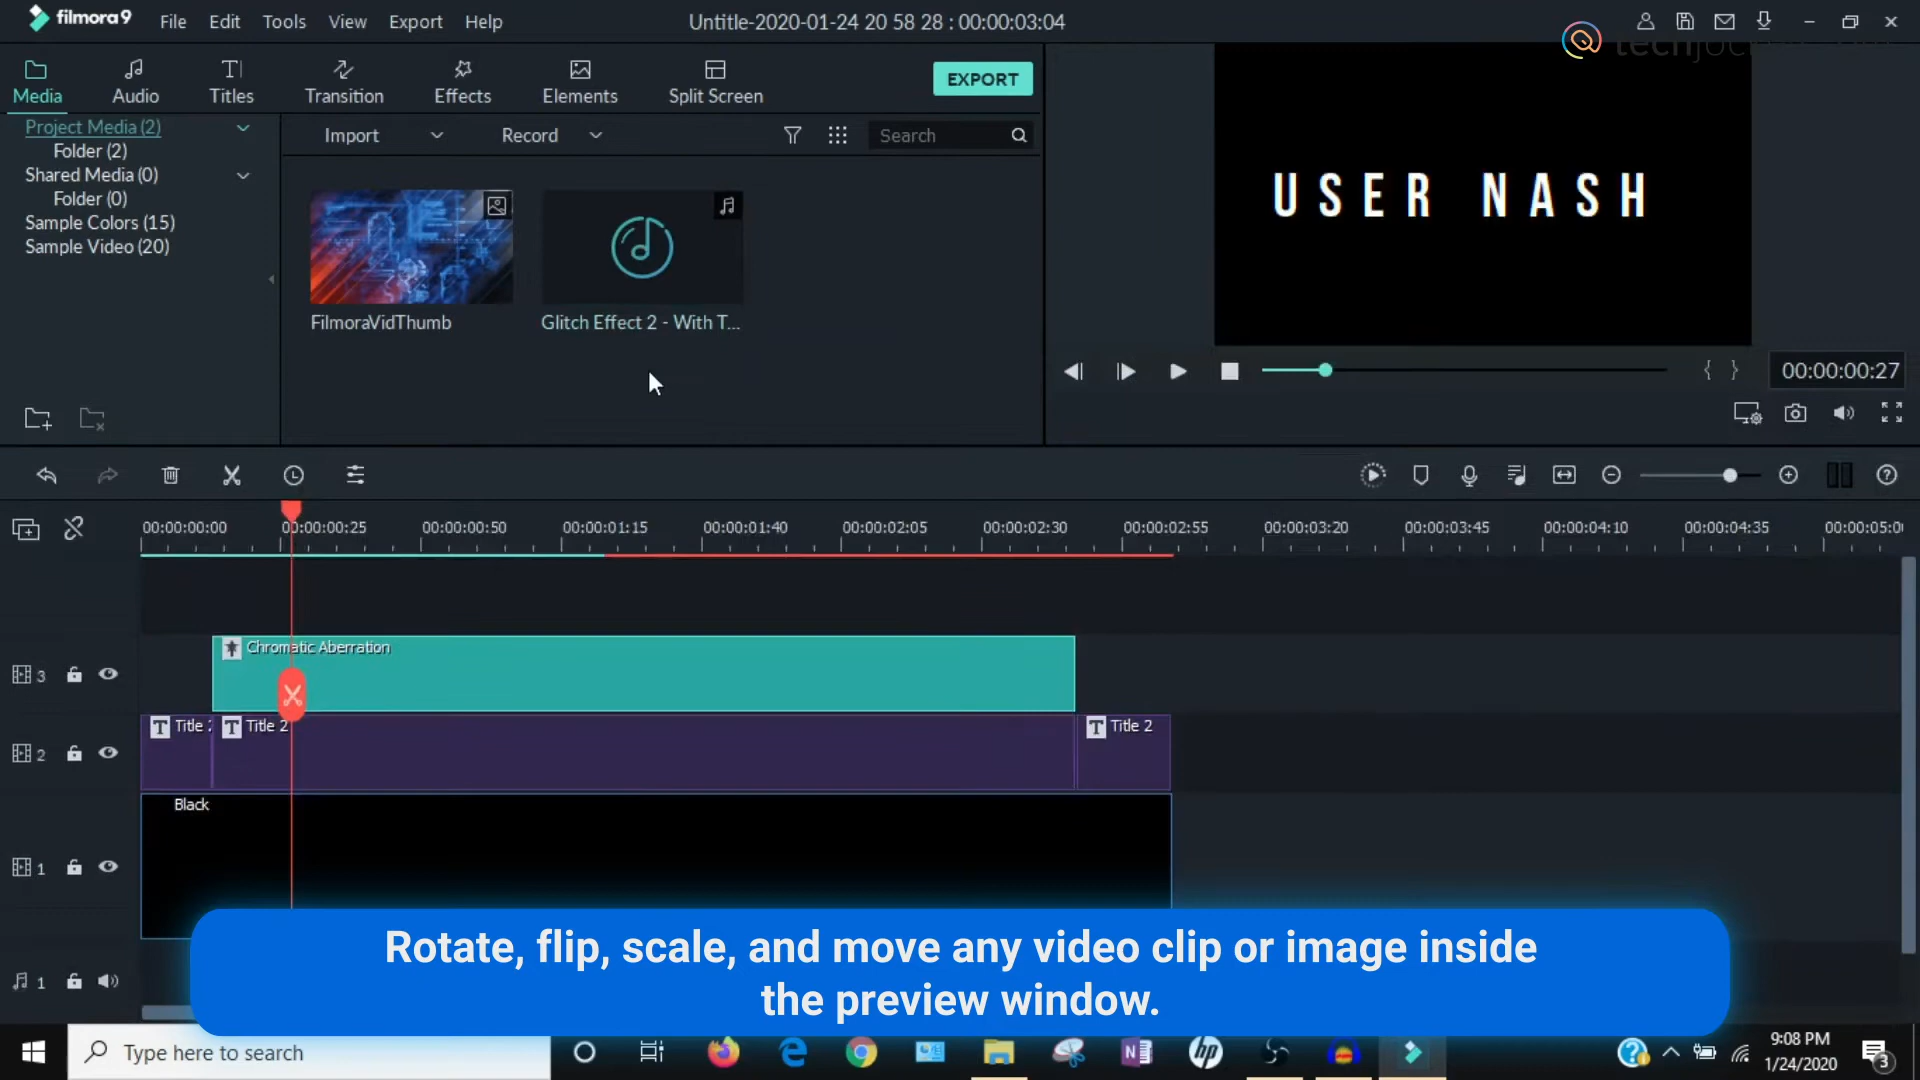 filmora9 File Edit Tools View Export Help Untitle-2020-01-24 20 58 28 : 00:00:03:04
Media Audio Titles Transition Effects Elements Split Screen EXPORT
Project Media (2)
Folder (2)
Shared Media (0)
Folder (0)
Sample Colors (15)
Sample Video (20)
Import Record Search
FilmoraVidThumb Glitch Effect 2 - With T...
USER NASH
{ } 00:00:00:27
00:00:00:00 00:00:00:25 00:00:00:50 00:00:01:15 00:00:01:40 00:00:02:05 00:00:02:30 00:00:02:55 00:00:03:20 00:00:03:45 00:00:04:10 00:00:04:35 00:00:05:0
3 Chromatic Aberration
2 Title 2 Title 2 Title 2
Black
1
1
Rotate, flip, scale, and move any video clip or image inside
the preview window.
Type here to search
9:08 PM
1/24/2020
3